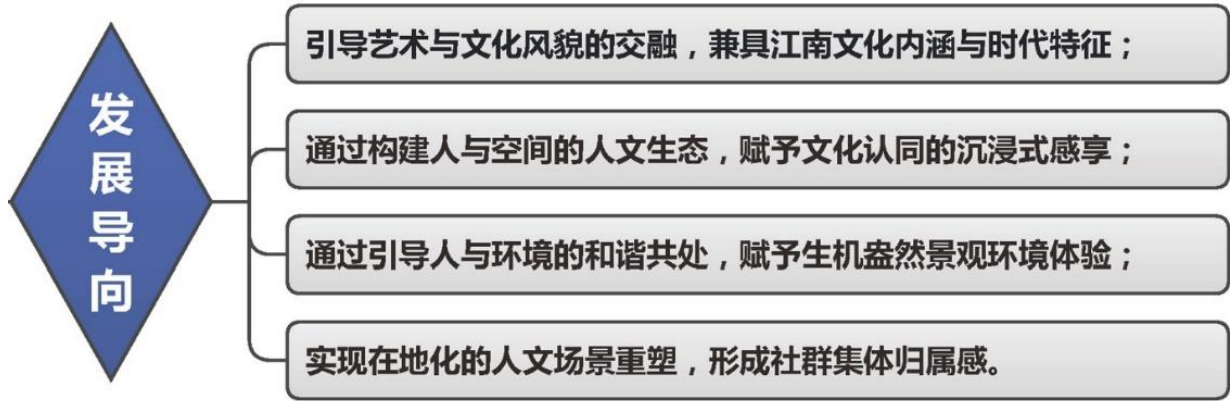 发展导向
引导艺术与文化风貌的交融，兼具江南文化内涵与时代特征；
通过构建人与空间的人文生态，赋予文化认同的沉浸式感享；
通过引导人与环境的和谐共处，赋予生机盎然景观环境体验；
实现在地化的人文场景重塑，形成社群集体归属感。